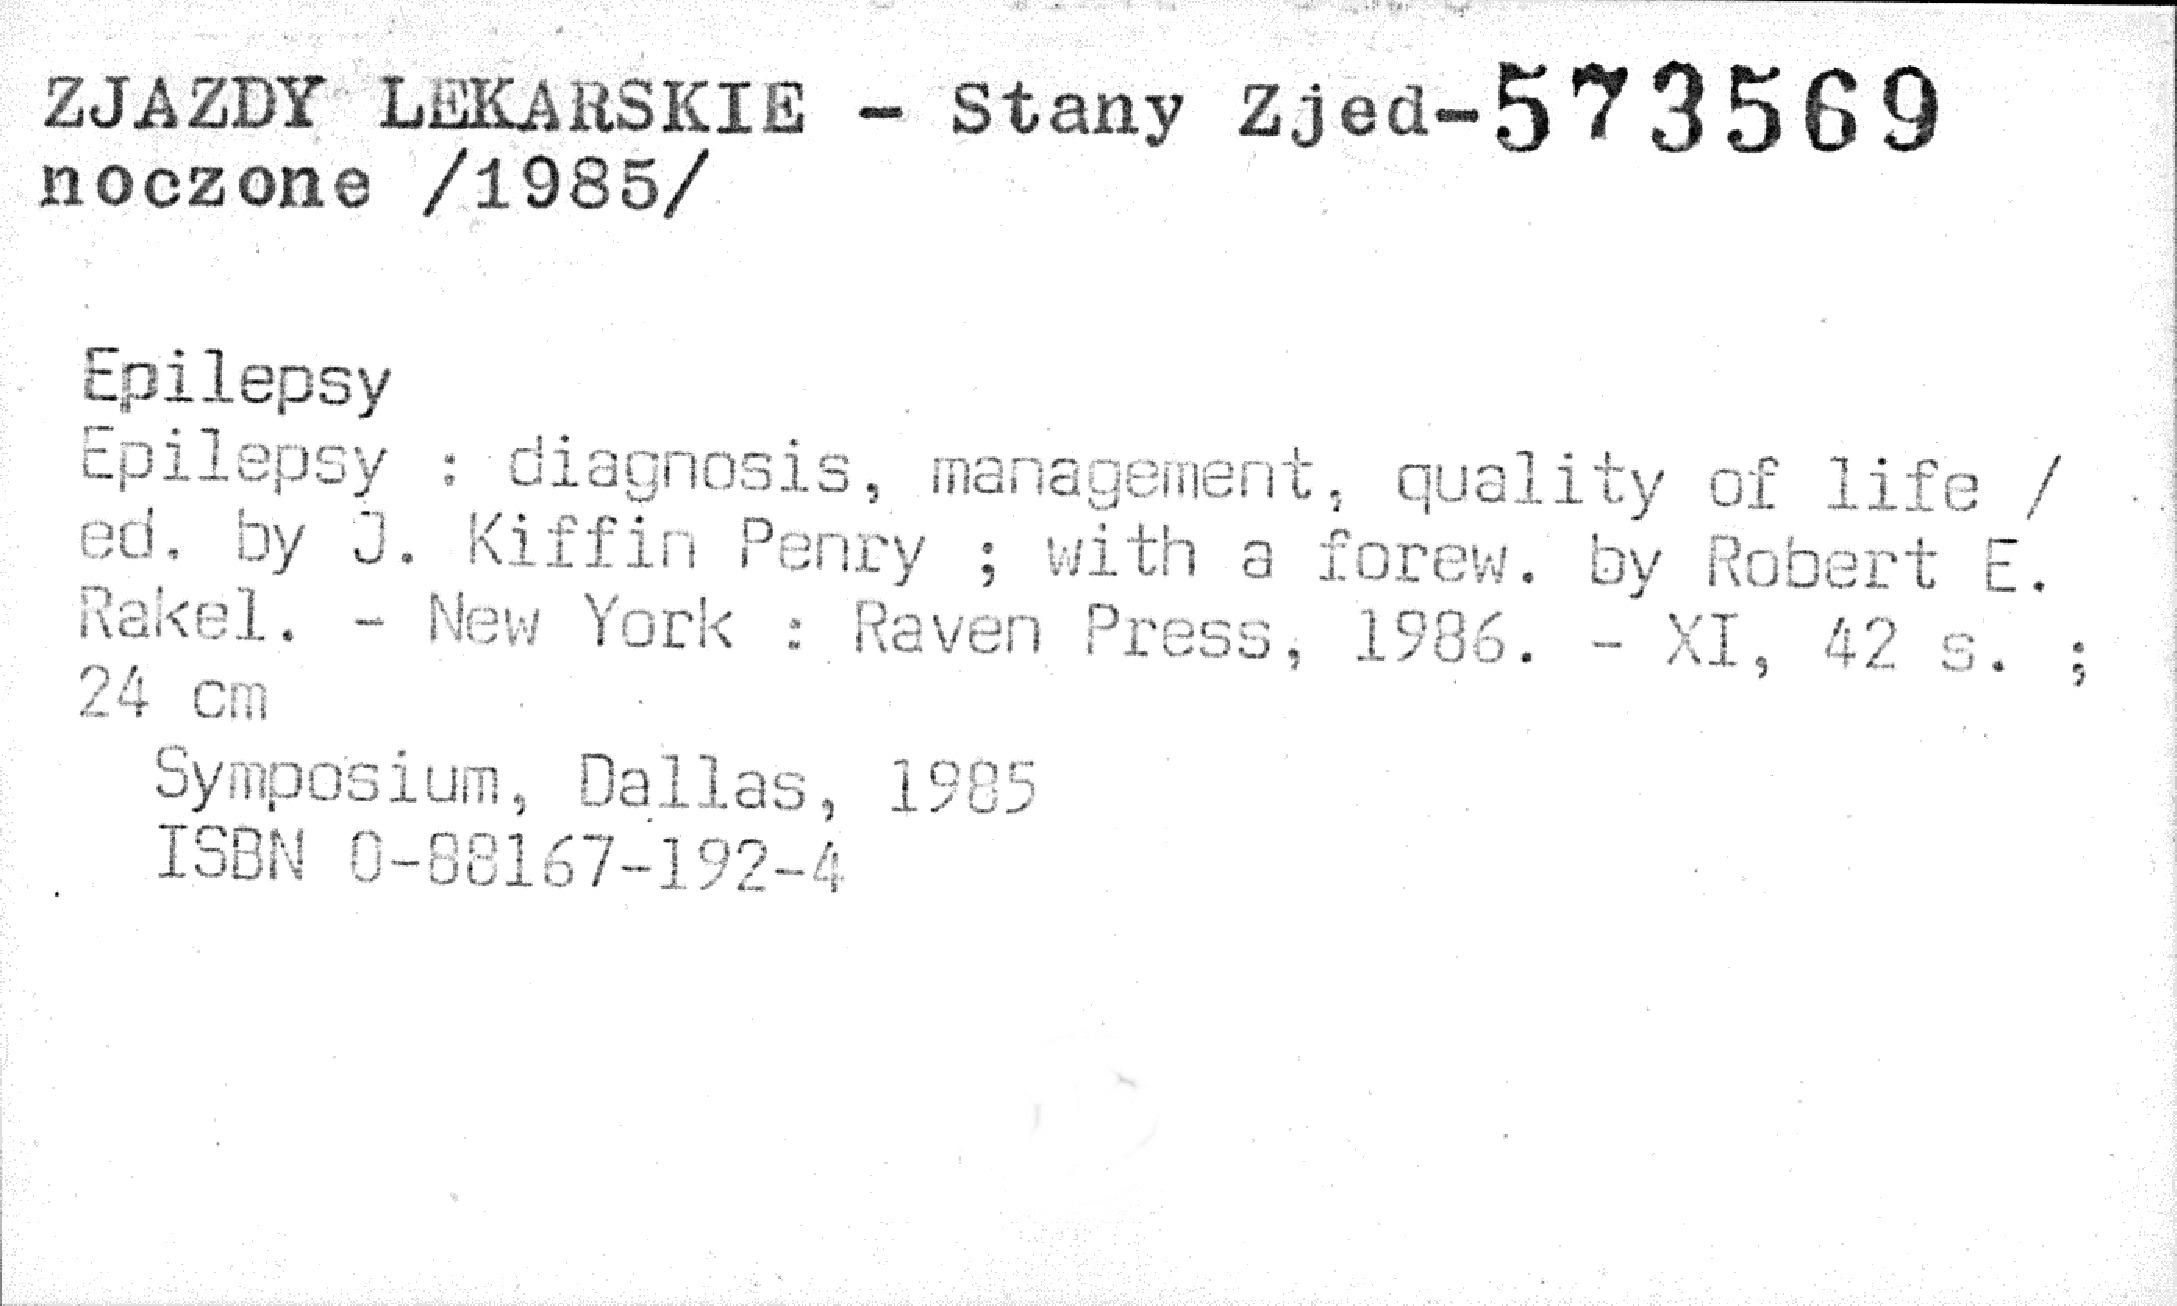 ZJAZDY LEKARSKIE - Stany Zjed-573569
noczone /1985/
Epilepsy
Epilepsy : diagnosis, management, quality of life /
ed. by J. Kiffin Penry ; with a forew. by Robert E.
Rakel. - New York : Raven Press, 1986. - XI, 42 s. ;
24 cm
Symposium, Dallas, 1985
ISBN 0-88167-192-4